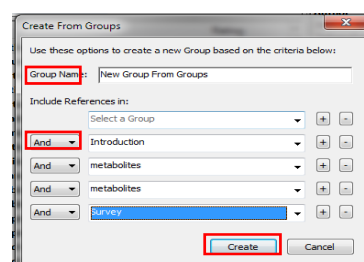 Create From Groups
Use these options to create a new Group based on the criteria below:
Group Name: New Group From Groups
Include References in:
Select a Group + -
And Introduction + -
And metabolites + -
And metabolites + -
And Survey + -
Create Cancel